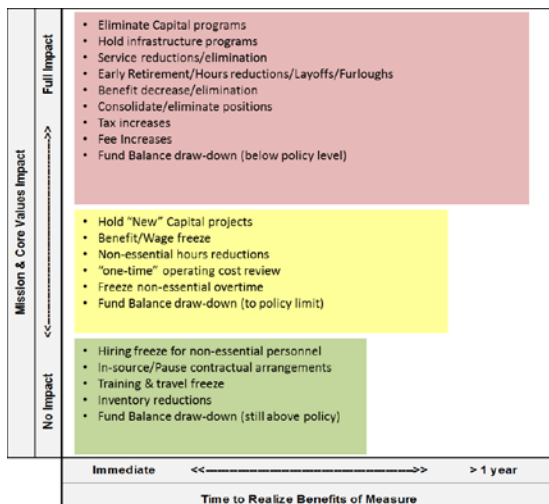 Mission & Core Values Impact
Full Impact
<<-------------------->>
No Impact
• Eliminate Capital programs
• Hold infrastructure programs
• Service reductions/elimination
• Early Retirement/Hours reductions/Layoffs/Furloughs
• Benefit decrease/elimination
• Consolidate/eliminate positions
• Tax increases
• Fee Increases
• Fund Balance draw-down (below policy level)
• Hold “New” Capital projects
• Benefit/Wage freeze
• Non-essential hours reductions
• “one-time” operating cost review
• Freeze non-essential overtime
• Fund Balance draw-down (to policy limit)
• Hiring freeze for non-essential personnel
• In-source/Pause contractual arrangements
• Training & travel freeze
• Inventory reductions
• Fund Balance draw-down (still above policy)
Immediate <<-------------------------------------->> > 1 year
Time to Realize Benefits of Measure